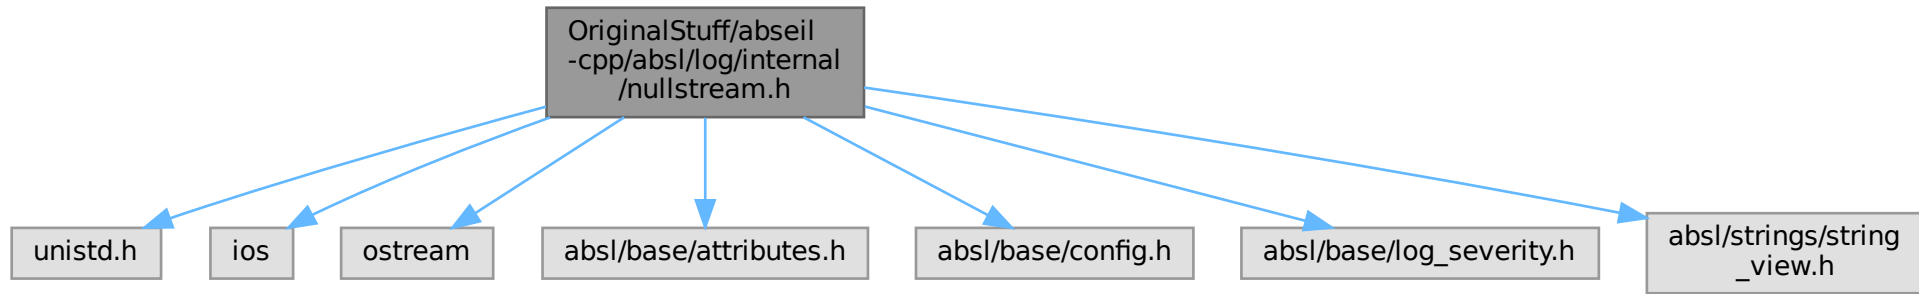 OriginalStuff/abseil
-cpp/absl/log/internal
/nullstream.h
unistd.h
ios
ostream
absl/base/attributes.h
absl/base/config.h
absl/base/log_severity.h
absl/strings/string
_view.h